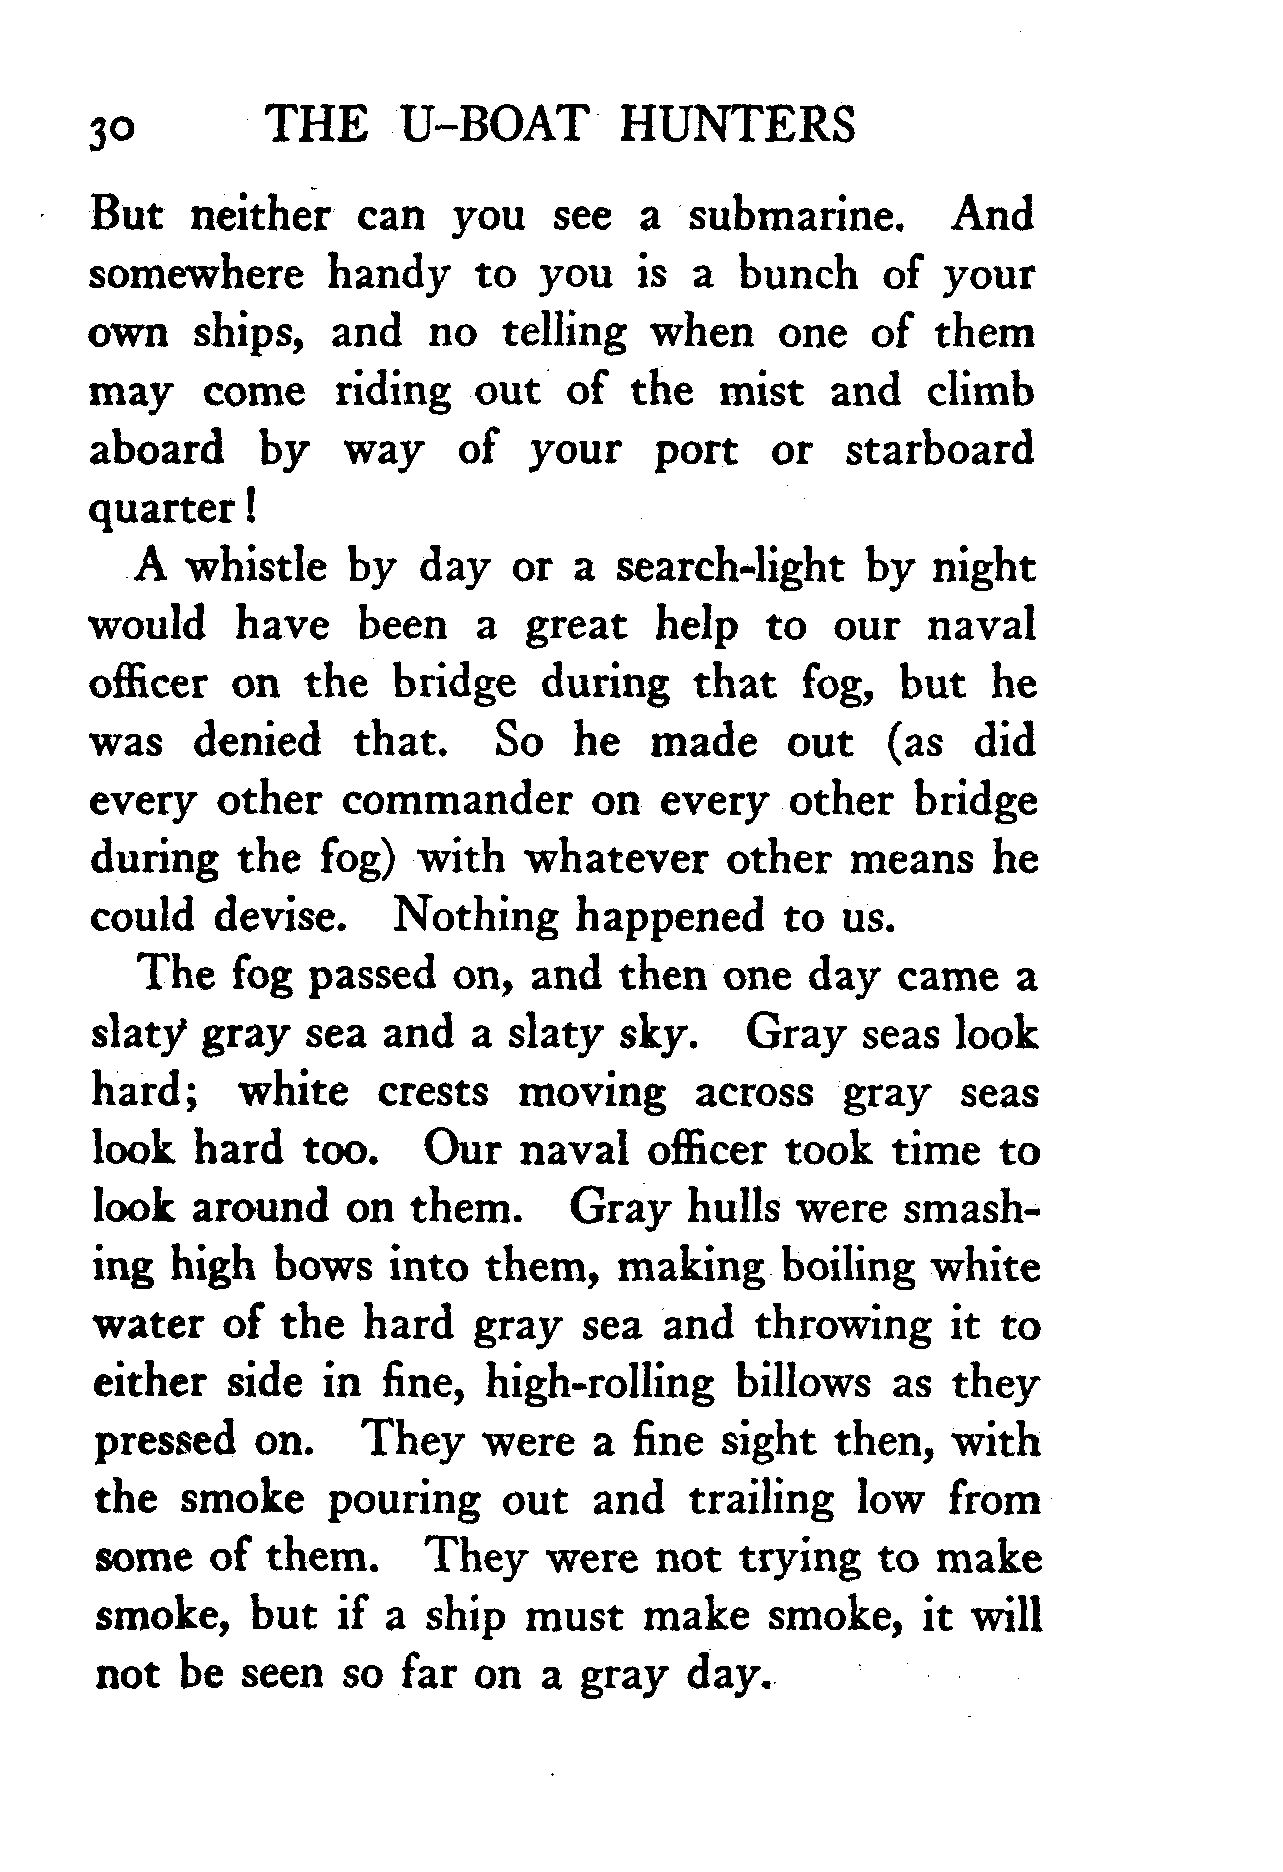 30 THE U-BOAT HUNTERS
But neither can you see a submarine. And
somewhere handy to you is a bunch of your
own ships, and no telling when one of them
may come riding out of the mist and climb
aboard by way of your port or starboard
quarter!
A whistle by day or a search-light by night
would have been a great help to our naval
officer on the bridge during that fog, but he
was denied that. So he made out (as did
every other commander on every other bridge
during the fog) with whatever other means he
could devise. Nothing happened to us.
The fog passed on, and then one day came a
slaty gray sea and a slaty sky. Gray seas look
hard; white crests moving across gray seas
look hard too. Our naval officer took time to
look around on them. Gray hulls were smash-
ing high bows into them, making boiling white
water of the hard gray sea and throwing it to
either side in fine, high-rolling billows as they
pressed on. They were a fine sight then, with
the smoke pouring out and trailing low from
some of them. They were not trying to make
smoke, but if a ship must make smoke, it will
not be seen so far on a gray day.